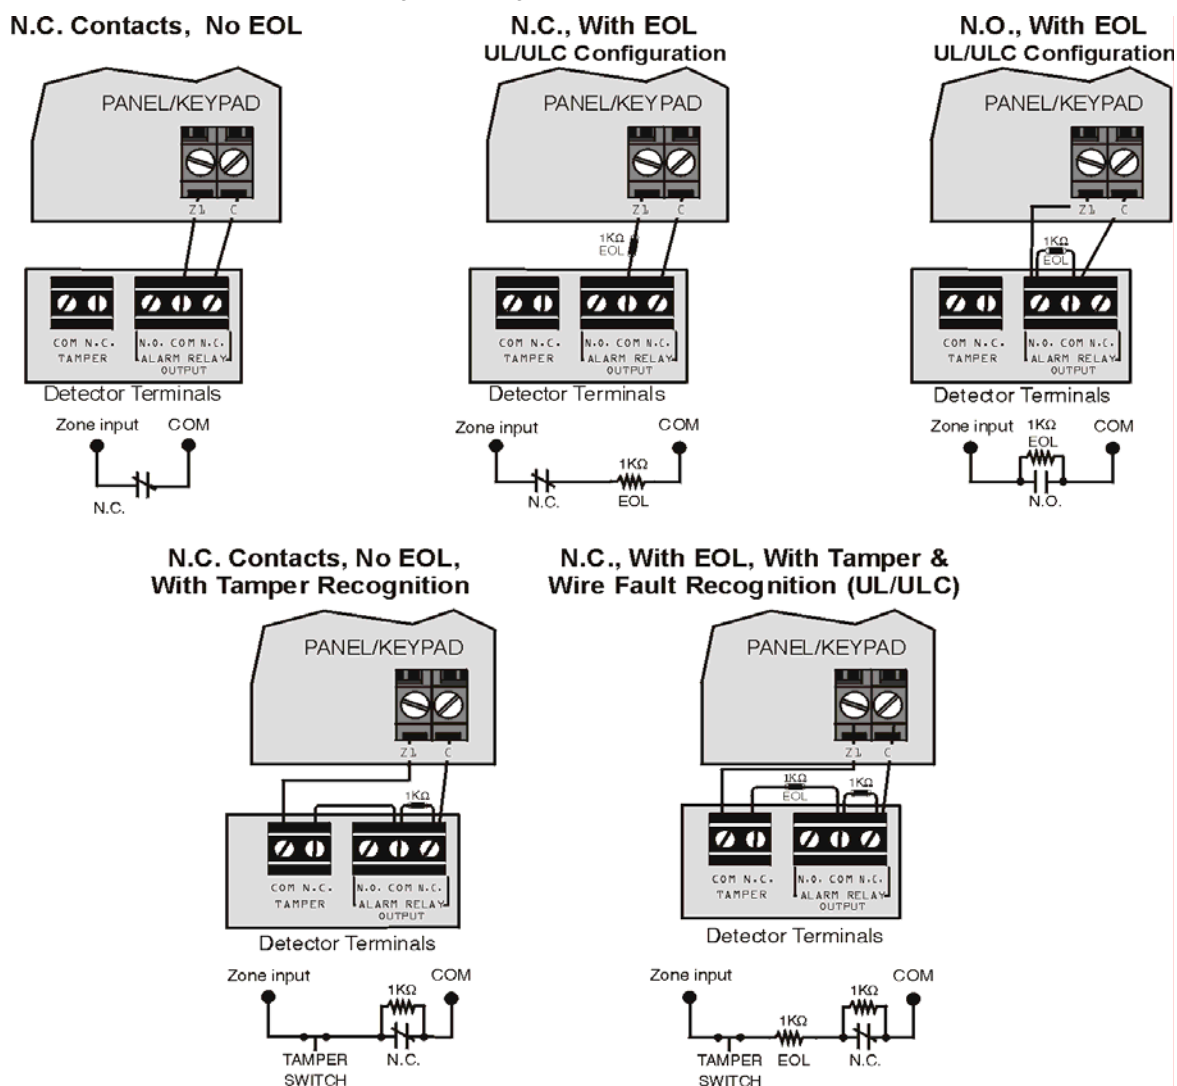 N.C. Contacts, No EOL
PANEL/KEYPAD
Z1 C
COM N.C. N.O. COM N.C.
TAMPER ALARM RELAY
OUTPUT
Detector Terminals
Zone input COM
N.C.
N.C., With EOL
UL/ULC Configuration
PANEL/KEYPAD
Z1 C
1KΩ
EOL
COM N.C. N.O. COM N.C.
TAMPER ALARM RELAY
OUTPUT
Detector Terminals
Zone input COM
1KΩ
N.C. EOL
N.O., With EOL
UL/ULC Configuration
PANEL/KEYPAD
Z1 C
1KΩ
EOL
COM N.C. N.O. COM N.C.
TAMPER ALARM RELAY
OUTPUT
Detector Terminals
Zone input 1KΩ COM
EOL
N.O.
N.C. Contacts, No EOL,
With Tamper Recognition
PANEL/KEYPAD
Z1 C
1KΩ
COM N.C. N.O. COM N.C.
TAMPER ALARM RELAY
OUTPUT
Detector Terminals
Zone input COM
1KΩ
TAMPER N.C.
SWITCH
N.C., With EOL, With Tamper &
Wire Fault Recognition (UL/ULC)
PANEL/KEYPAD
Z1 C
1KΩ 1KΩ
EOL
COM N.C. N.O. COM N.C.
TAMPER ALARM RELAY
OUTPUT
Detector Terminals
Zone input COM
1KΩ
1KΩ
TAMPER EOL N.C.
SWITCH